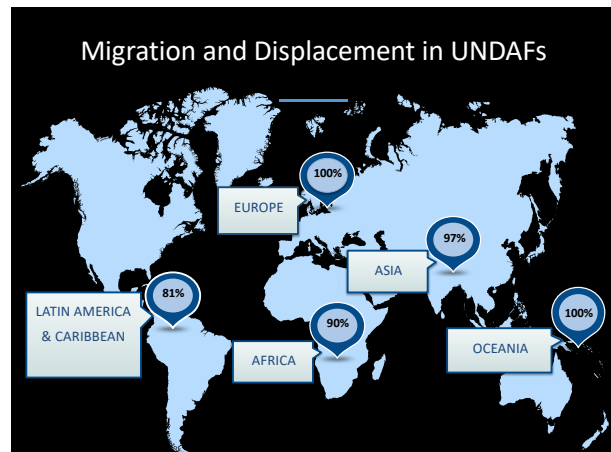 Migration and Displacement in UNDAFs
100%
EUROPE
97%
ASIA
81%
LATIN AMERICA
& CARIBBEAN
90%
AFRICA
100%
OCEANIA